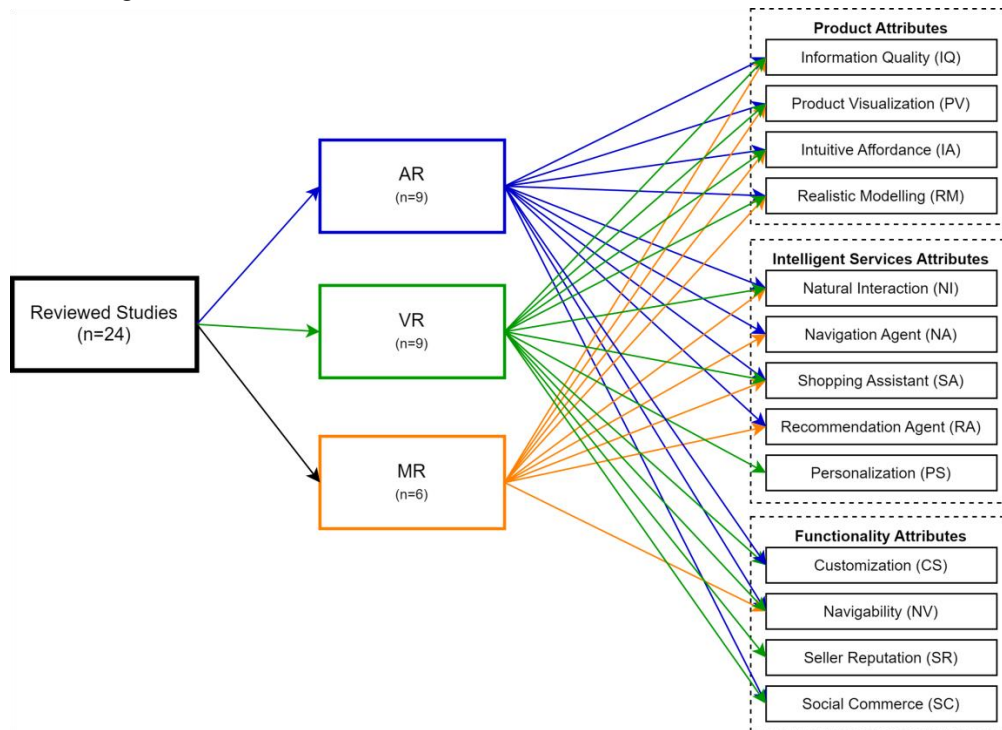 Reviewed Studies
(n=24)
AR
(n=9)
VR
(n=9)
MR
(n=6)
Product Attributes
Information Quality (IQ)
Product Visualization (PV)
Intuitive Affordance (IA)
Realistic Modelling (RM)
Intelligent Services Attributes
Natural Interaction (NI)
Navigation Agent (NA)
Shopping Assistant (SA)
Recommendation Agent (RA)
Personalization (PS)
Functionality Attributes
Customization (CS)
Navigability (NV)
Seller Reputation (SR)
Social Commerce (SC)